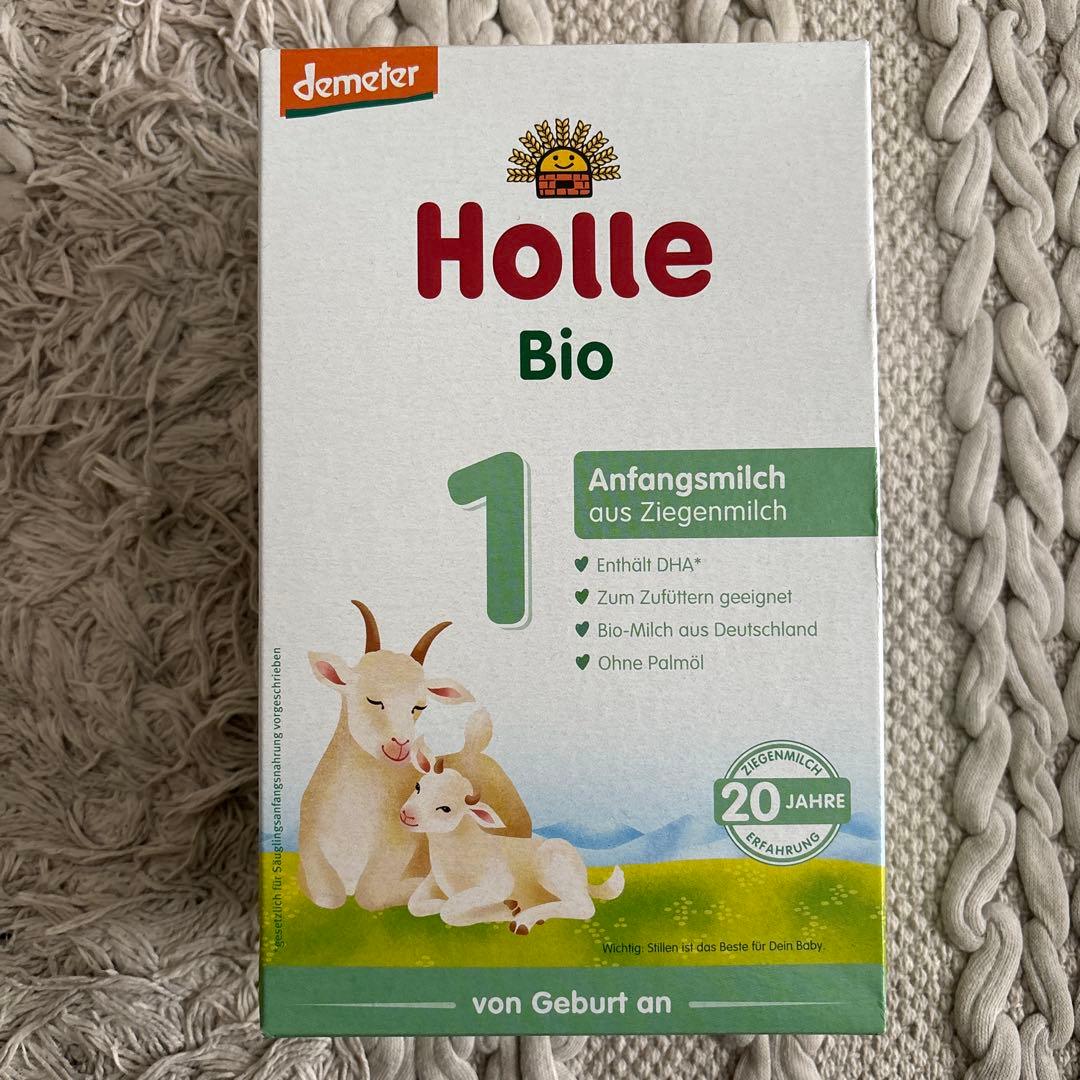 demeter
Holle
Bio
1
Anfangsmilch
aus Ziegenmilch
Enthält DHA*
Zum Zufüttern geeignet
Bio-Milch aus Deutschland
Ohne Palmöl
*gesetzlich für Säuglingsanfangsnahrung vorgeschrieben
ZIEGENMILCH
20 JAHRE
ERFAHRUNG
Wichtig: Stillen ist das Beste für Dein Baby.
von Geburt an